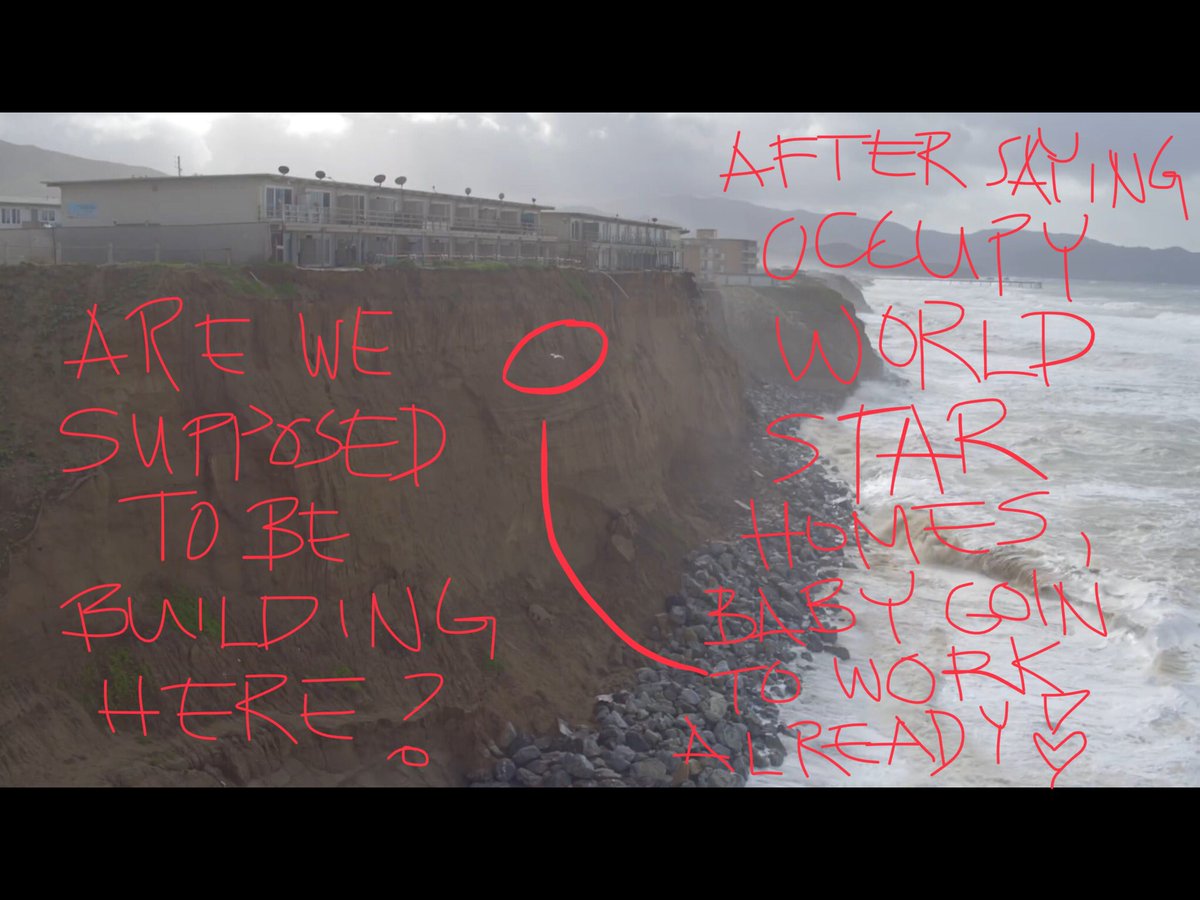 ARE WE
SUPPOSED
TO BE
BUILDING
HERE?
AFTER SAYING
OCCUPY
WORLD
STAR
HOMES,
BABY GOIN
TO WORK
ALREADY